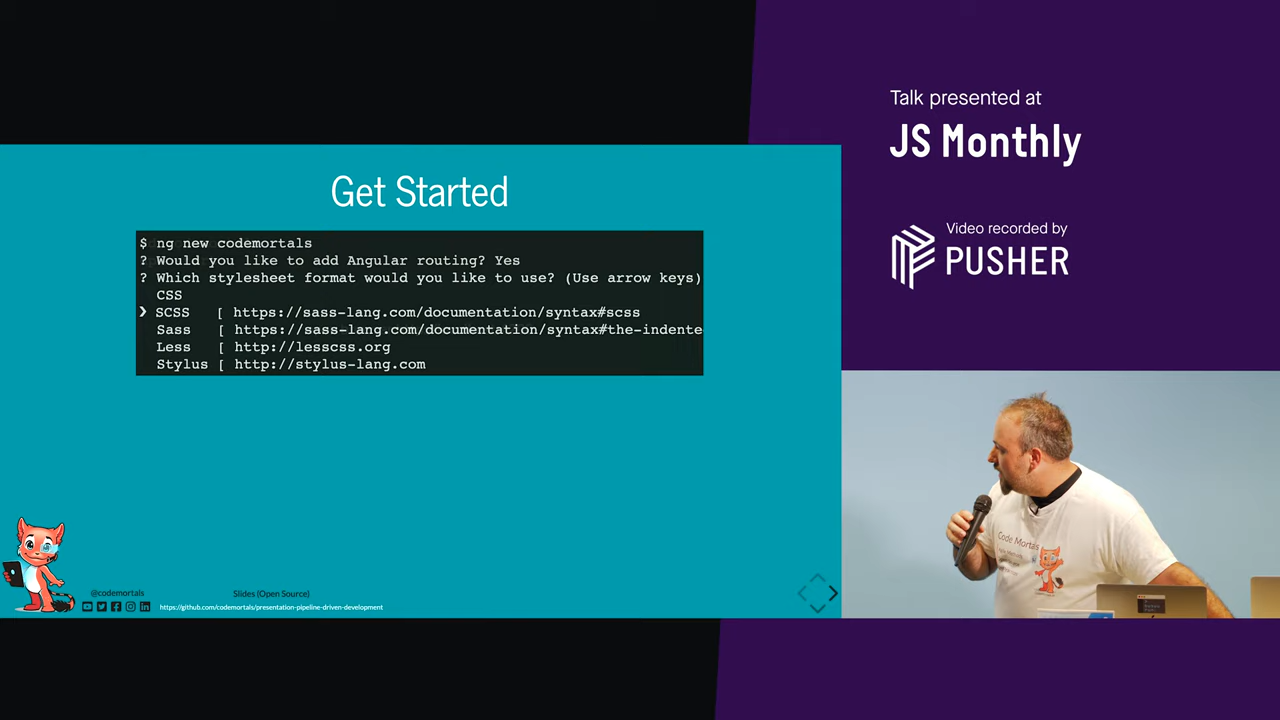 Talk presented at
JS Monthly
Video recorded by
PUSHER
Get Started
$ ng new codemortals
? Would you like to add Angular routing? Yes
? Which stylesheet format would you like to use? (Use arrow keys)
CSS
❯ SCSS [ https://sass-lang.com/documentation/syntax#scss
Sass [ https://sass-lang.com/documentation/syntax#the-indente
Less [ http://lesscss.org
Stylus [ http://stylus-lang.com
@codemortals
Slides (Open Source)
https://github.com/codemortals/presentation-pipeline-driven-development
Code Mortals